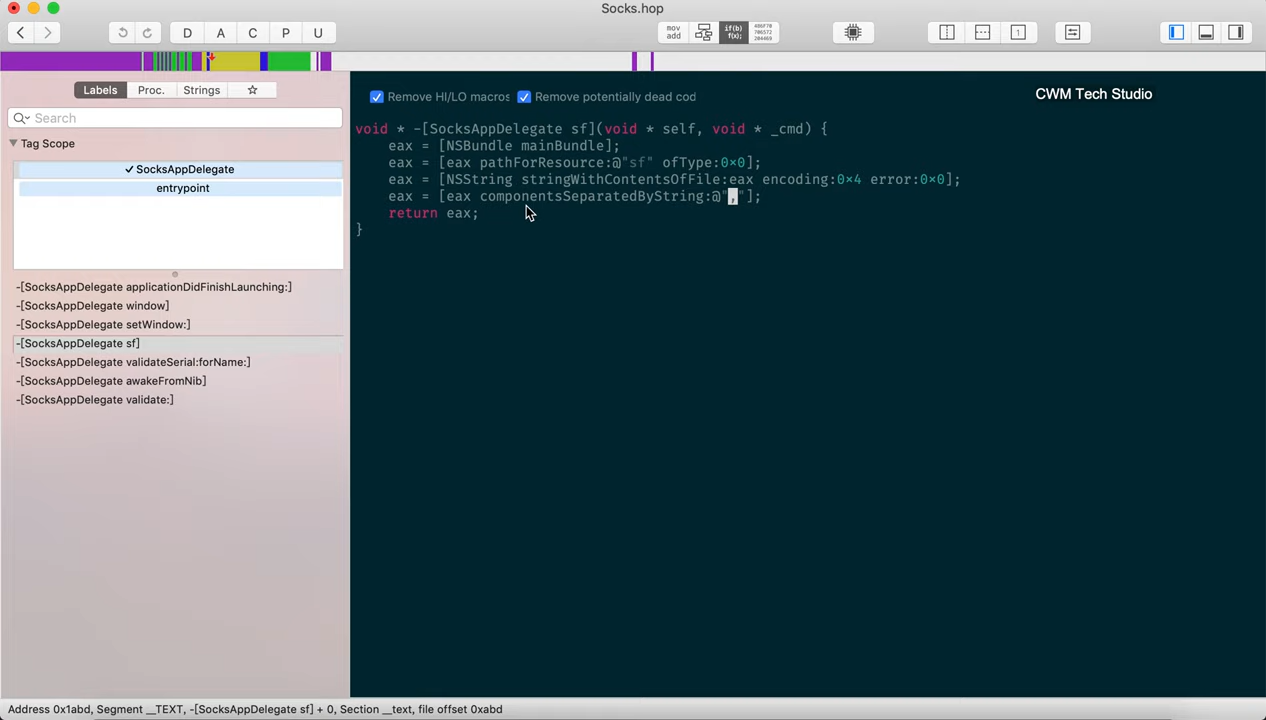 Socks.hop
D A C P U
mov
add
if(b)
f(x);
486F70
706572
204469
1
Labels Proc. Strings
Search
Tag Scope
✓ SocksAppDelegate
entrypoint
-[SocksAppDelegate applicationDidFinishLaunching:]
-[SocksAppDelegate window]
-[SocksAppDelegate setWindow:]
-[SocksAppDelegate sf]
-[SocksAppDelegate validateSerial:forName:]
-[SocksAppDelegate awakeFromNib]
-[SocksAppDelegate validate:]
Remove HI/LO macros Remove potentially dead cod
CWM Tech Studio
void * -[SocksAppDelegate sf](void * self, void * _cmd) {
eax = [NSBundle mainBundle];
eax = [eax pathForResource:@"sf" ofType:0x0];
eax = [NSString stringWithContentsOfFile:eax encoding:0x4 error:0x0];
eax = [eax componentsSeparatedByString:@","];
return eax;
}
Address 0x1abd, Segment __TEXT, -[SocksAppDelegate sf] + 0, Section __text, file offset 0xabd